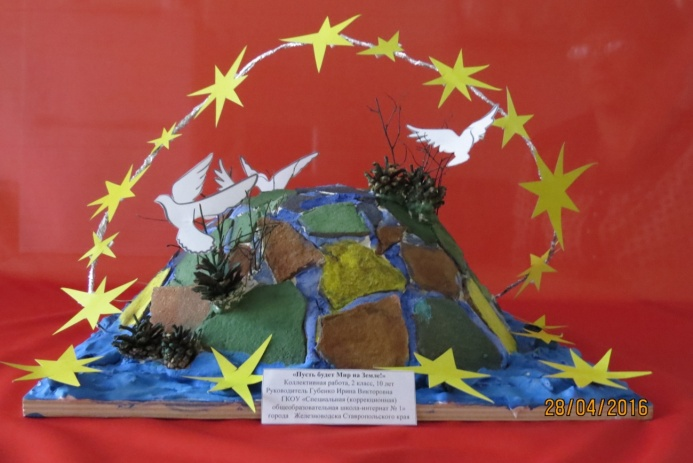 «Пусть будет Мир на Земле!»
Коллективная работа, 2 класс, 10 лет
Руководитель Губенко Ирина Викторовна
ГКОУ «Специальная (коррекционная)
общеобразовательная школа-интернат № 1»
города Железноводска Ставропольского края
28/04/2016